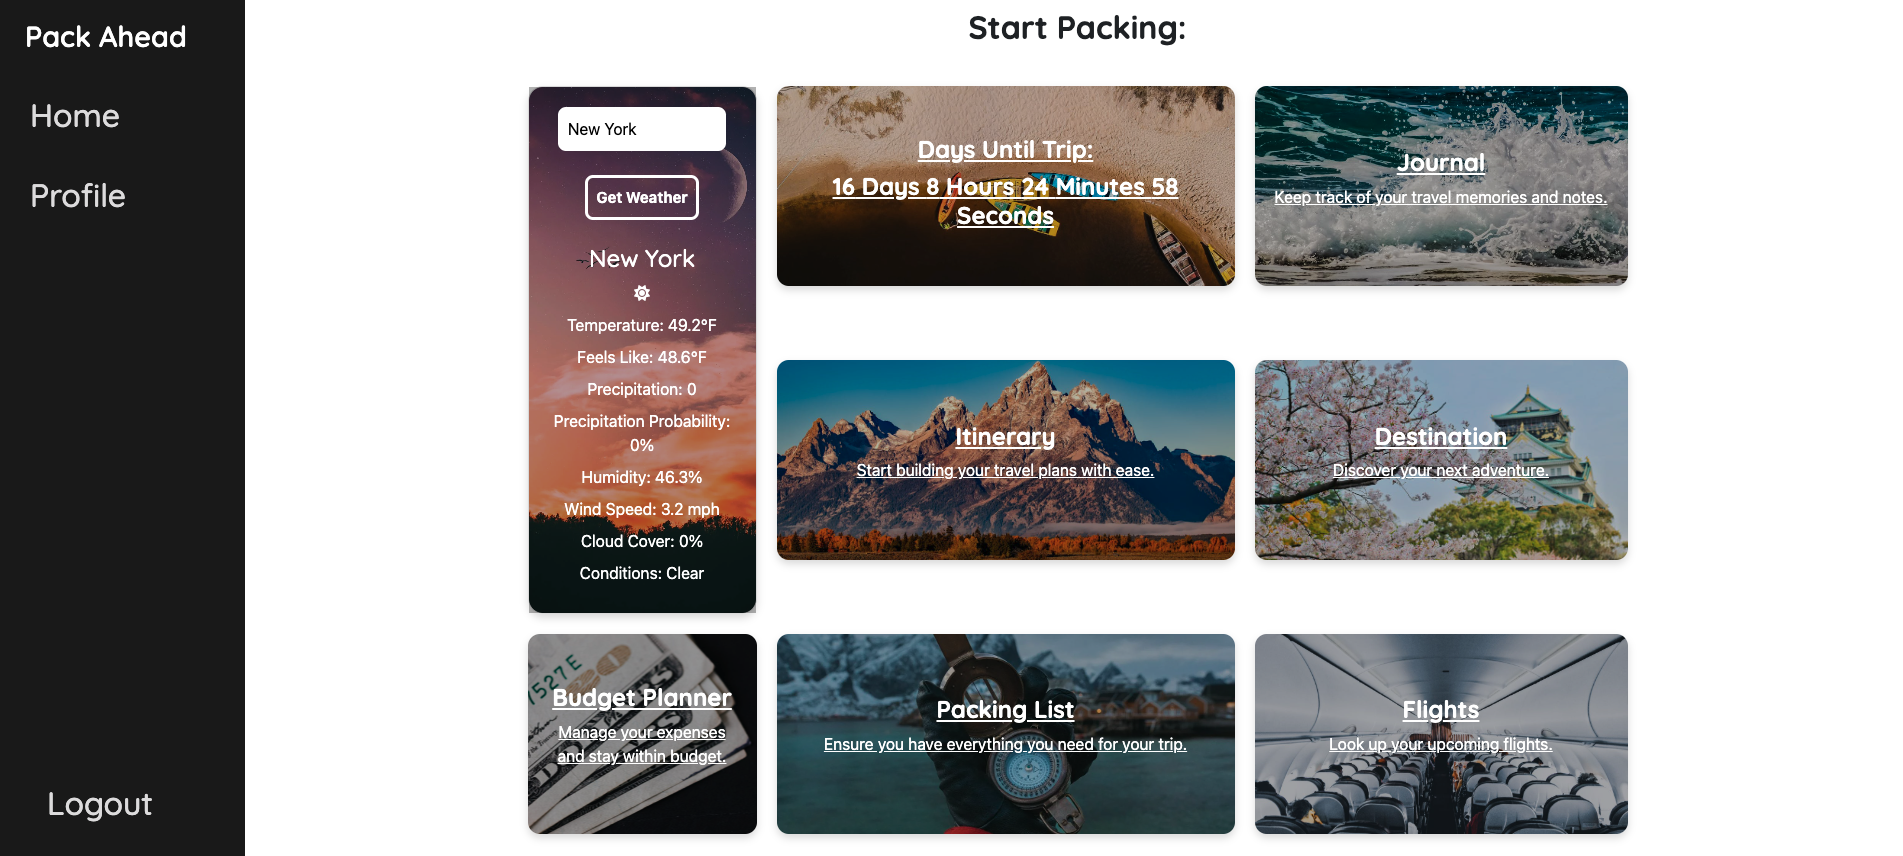 Pack Ahead
Home
Profile
Logout
Start Packing:
New York
Get Weather
New York
Temperature: 49.2°F
Feels Like: 48.6°F
Precipitation: 0
Precipitation Probability:
0%
Humidity: 46.3%
Wind Speed: 3.2 mph
Cloud Cover: 0%
Conditions: Clear
Days Until Trip:
16 Days 8 Hours 24 Minutes 58
Seconds
Journal
Keep track of your travel memories and notes.
Itinerary
Start building your travel plans with ease.
Destination
Discover your next adventure.
Budget Planner
Manage your expenses
and stay within budget.
Packing List
Ensure you have everything you need for your trip.
Flights
Look up your upcoming flights.